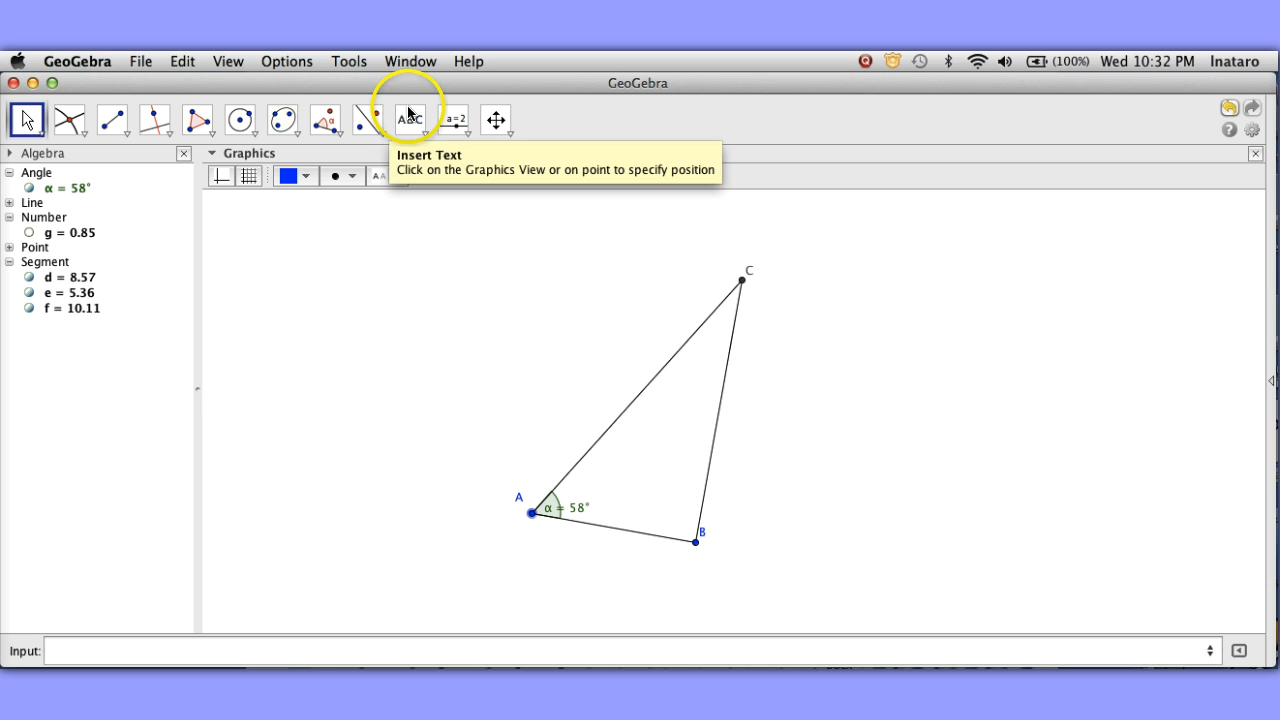 GeoGebra File Edit View Options Tools Window Help (100%) Wed 10:32 PM Inataro
GeoGebra
α ABC a=2
Algebra Graphics
Insert Text
Click on the Graphics View or on point to specify position
AA
Angle
α = 58°
Line
Number
g = 0.85
Point
Segment
d = 8.57
e = 5.36
f = 10.11
C
A
α = 58°
B
Input: